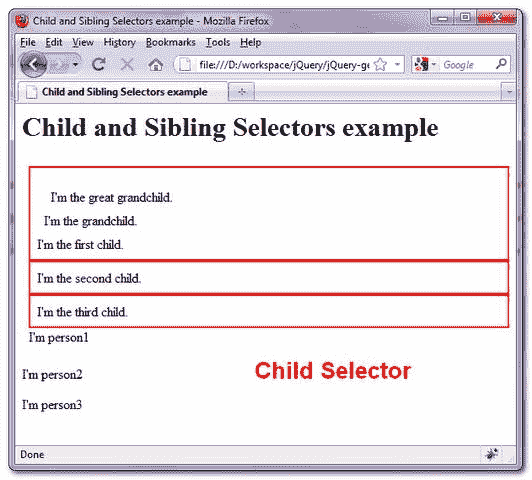 Child and Sibling Selectors example - Mozilla Firefox
File Edit View History Bookmarks Tools Help
file:///D:/workspace/jQuery/jQuery-ge Google
Child and Sibling Selectors example
Child and Sibling Selectors example
I'm the great grandchild.
I'm the grandchild.
I'm the first child.
I'm the second child.
I'm the third child.
I'm person1
I'm person2
Child Selector
I'm person3
Done